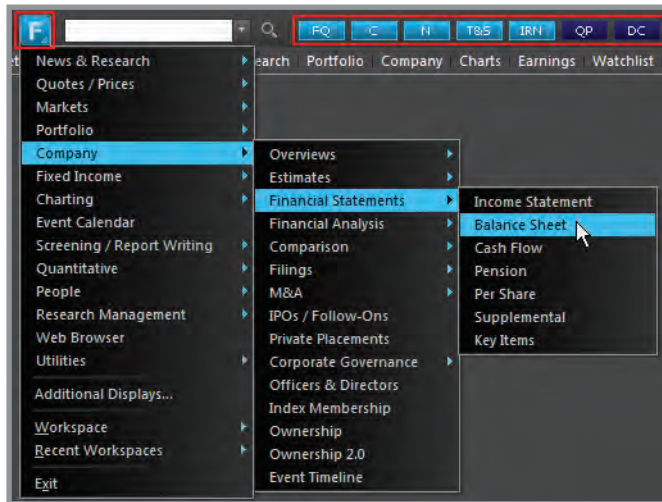 F
FQ C N T&S IRN QP DC
earch Portfolio Company Charts Earnings Watchlist
News & Research
Quotes / Prices
Markets
Portfolio
Company
Fixed Income
Charting
Event Calendar
Screening / Report Writing
Quantitative
People
Research Management
Web Browser
Utilities
Additional Displays...
Workspace
Recent Workspaces
Exit
Overviews
Estimates
Financial Statements
Financial Analysis
Comparison
Filings
M&A
IPOs / Follow-Ons
Private Placements
Corporate Governance
Officers & Directors
Index Membership
Ownership
Ownership 2.0
Event Timeline
Income Statement
Balance Sheet
Cash Flow
Pension
Per Share
Supplemental
Key Items